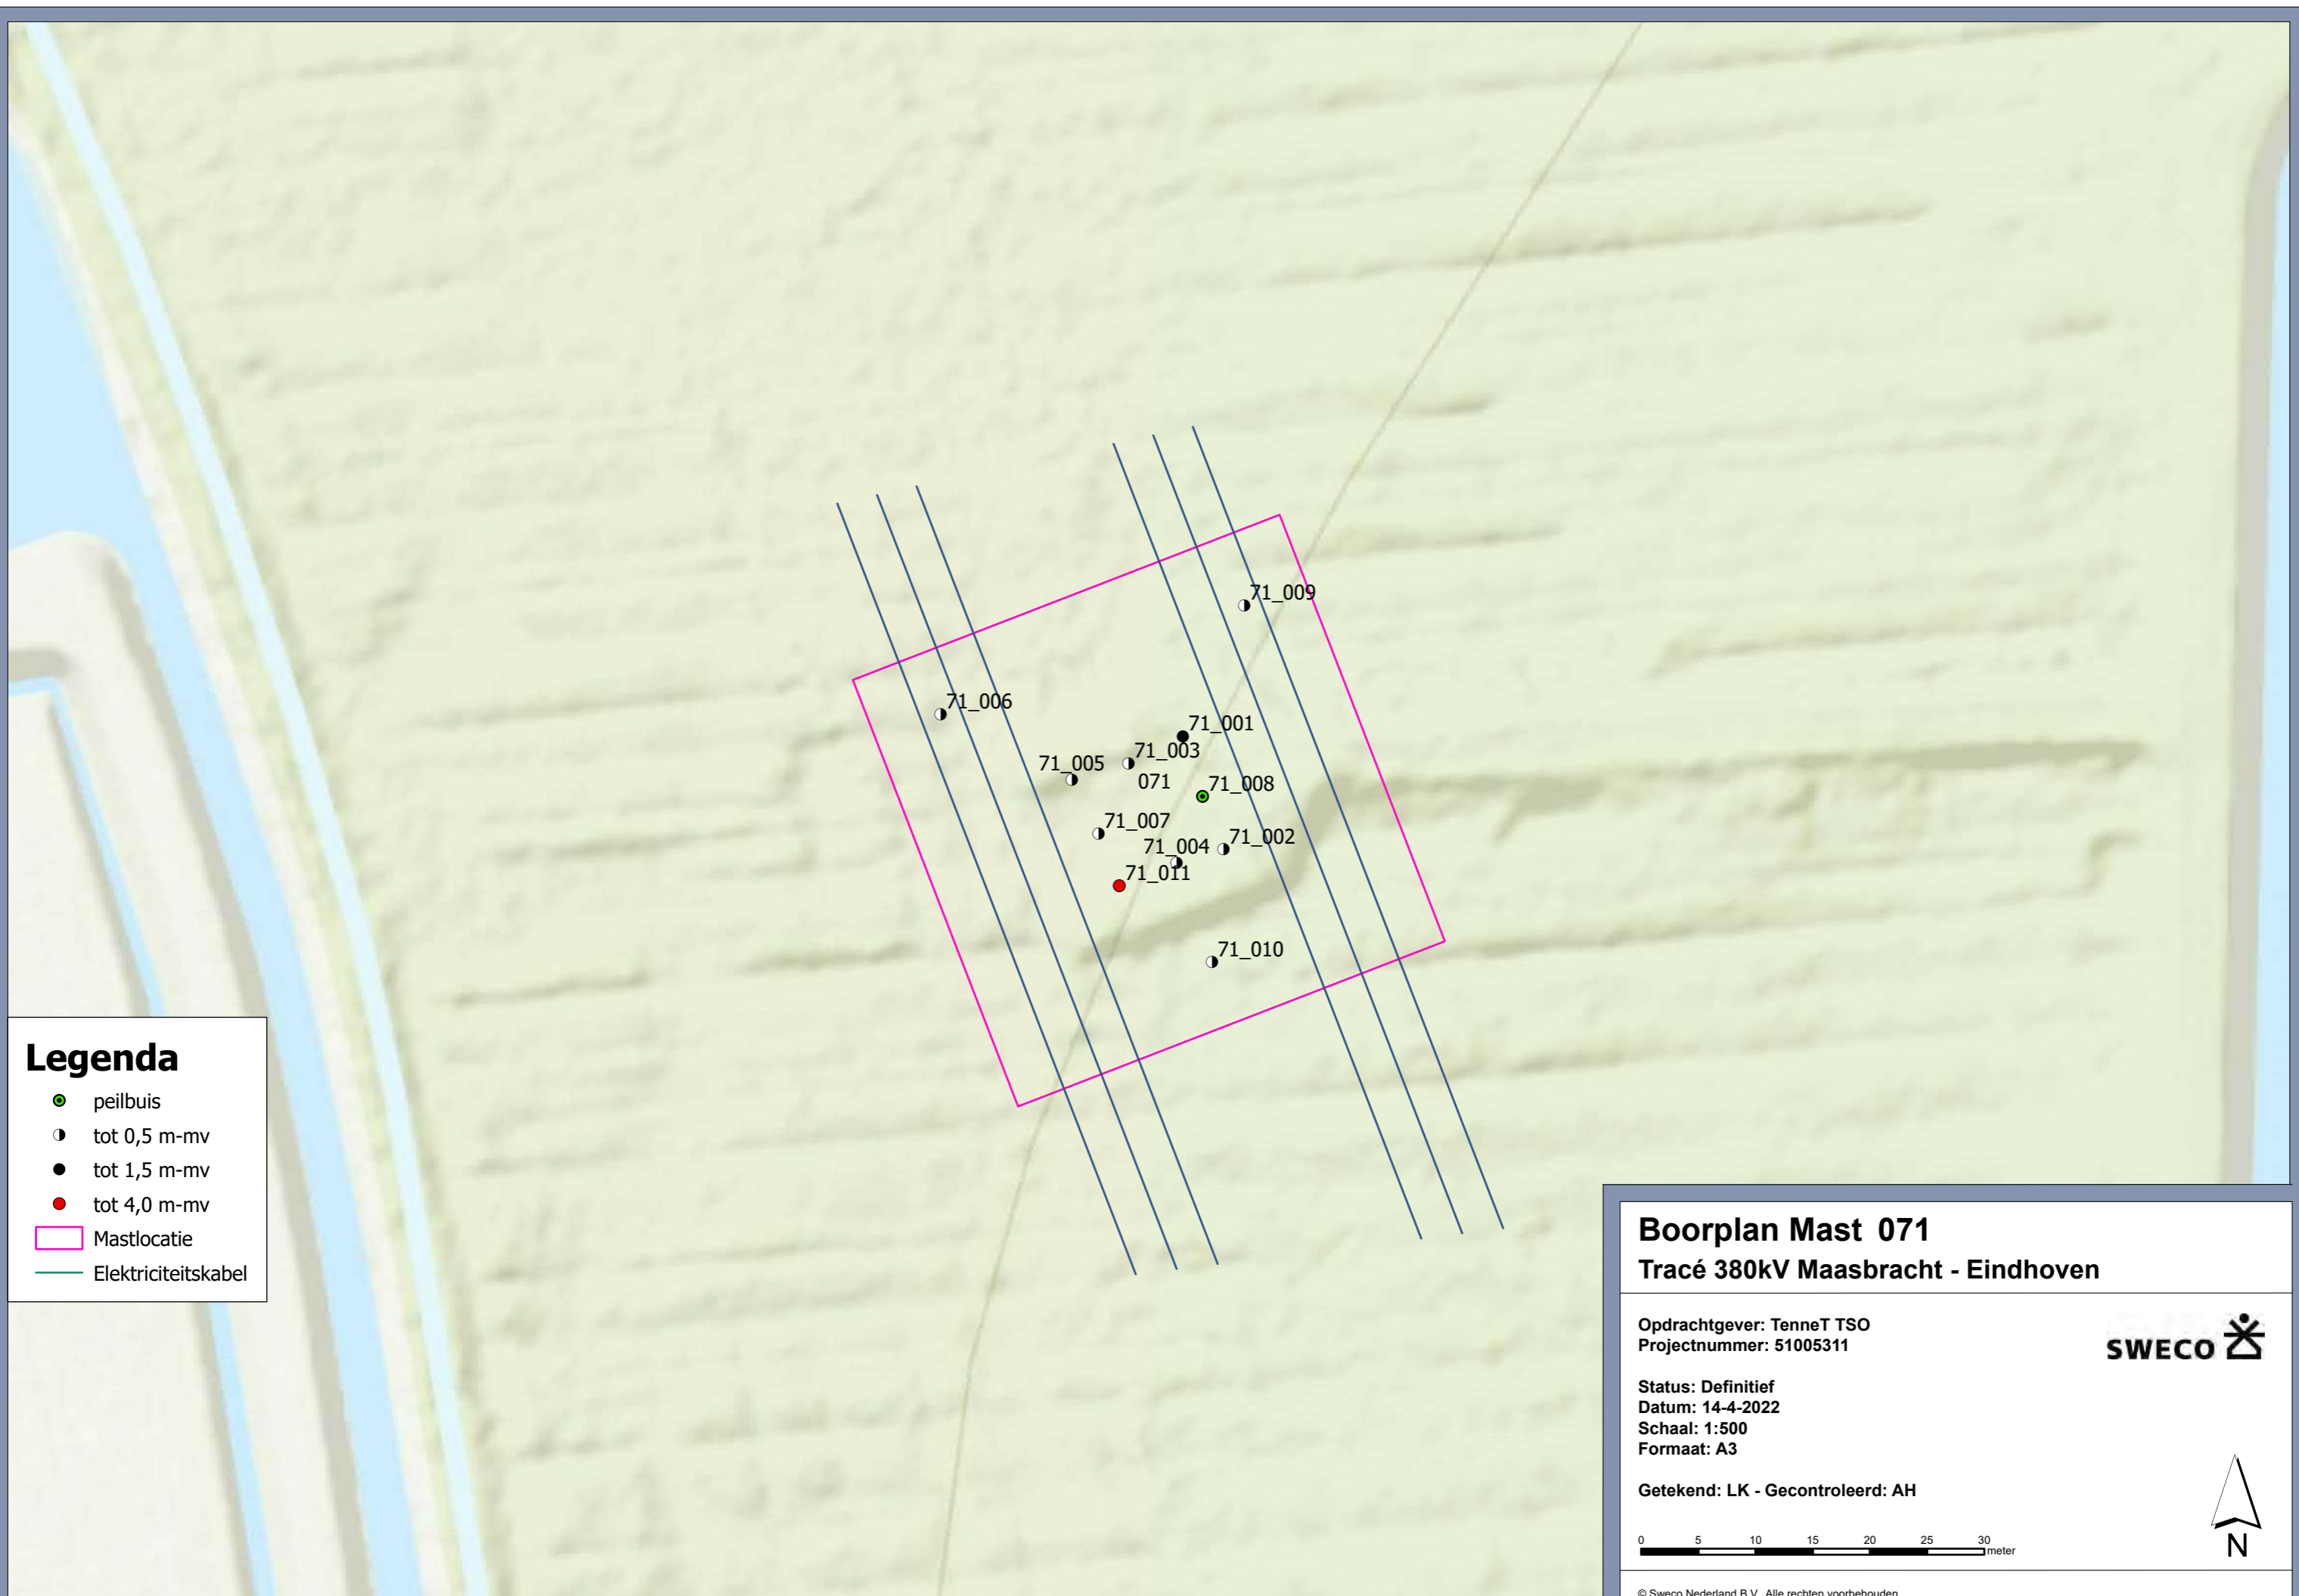 71_009
71_006
71_001
71_003
71_005
071
71_008
71_007
71_002
71_004
71_011
71_010
Legenda
peilbuis
tot 0,5 m-mv
tot 1,5 m-mv
tot 4,0 m-mv
Mastlocatie
Elektriciteitskabel
Boorplan Mast 071
Tracé 380kV Maasbracht - Eindhoven
Opdrachtgever: TenneT TSO
Projectnummer: 51005311
SWECO
Status: Definitief
Datum: 14-4-2022
Schaal: 1:500
Formaat: A3
Getekend: LK - Gecontroleerd: AH
0 5 10 15 20 25 30
meter
N
© Sweco Nederland B.V. Alle rechten voorbehouden